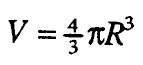 V = 4/3 πR³